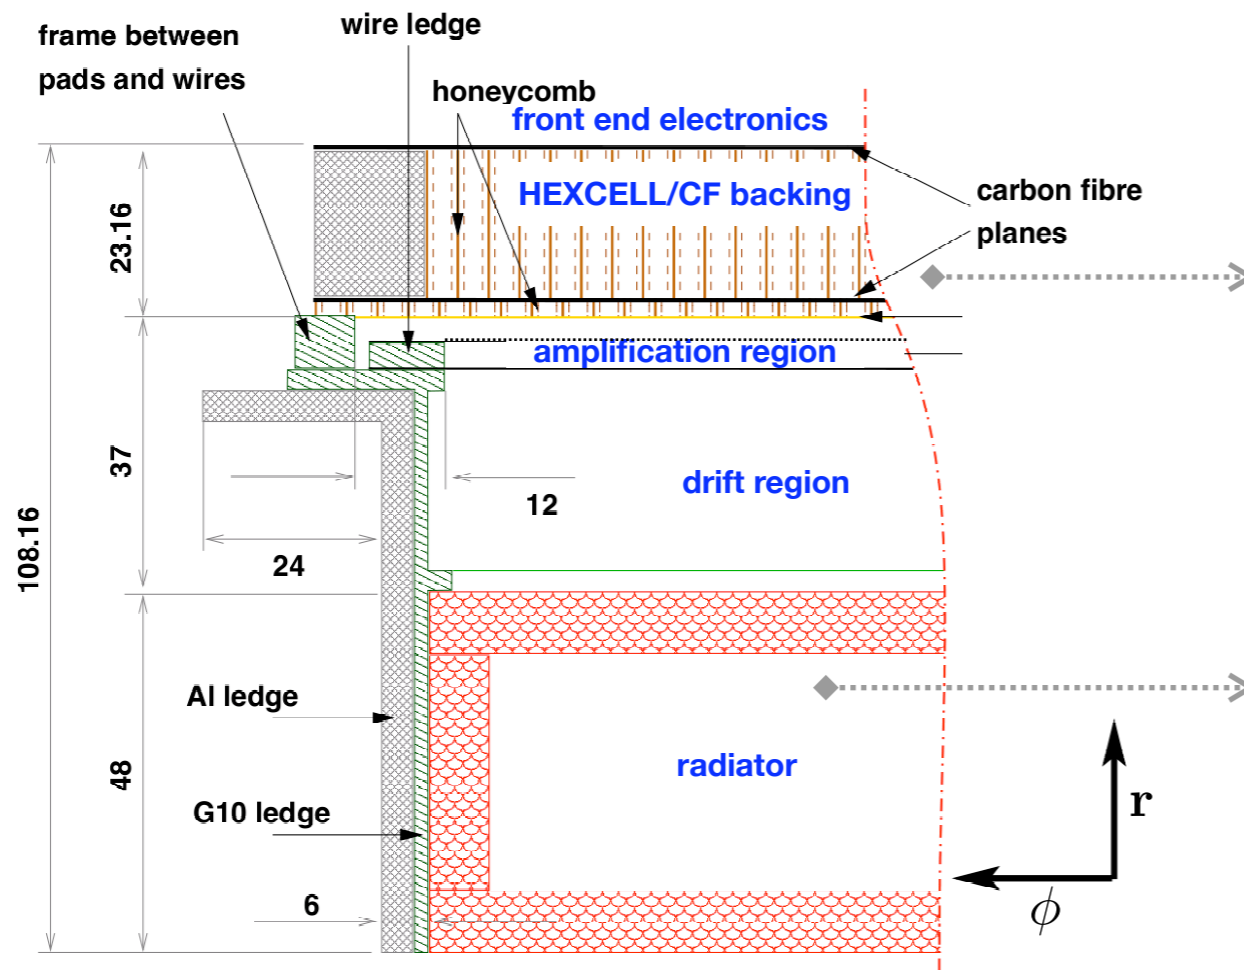 wire ledge
frame between
pads and wires
honeycomb
front end electronics
HEXCELL/CF backing
carbon fibre
planes
23.16
amplification region
37
drift region
12
24
108.16
Al ledge
radiator
48
G10 ledge
r
6
ϕ